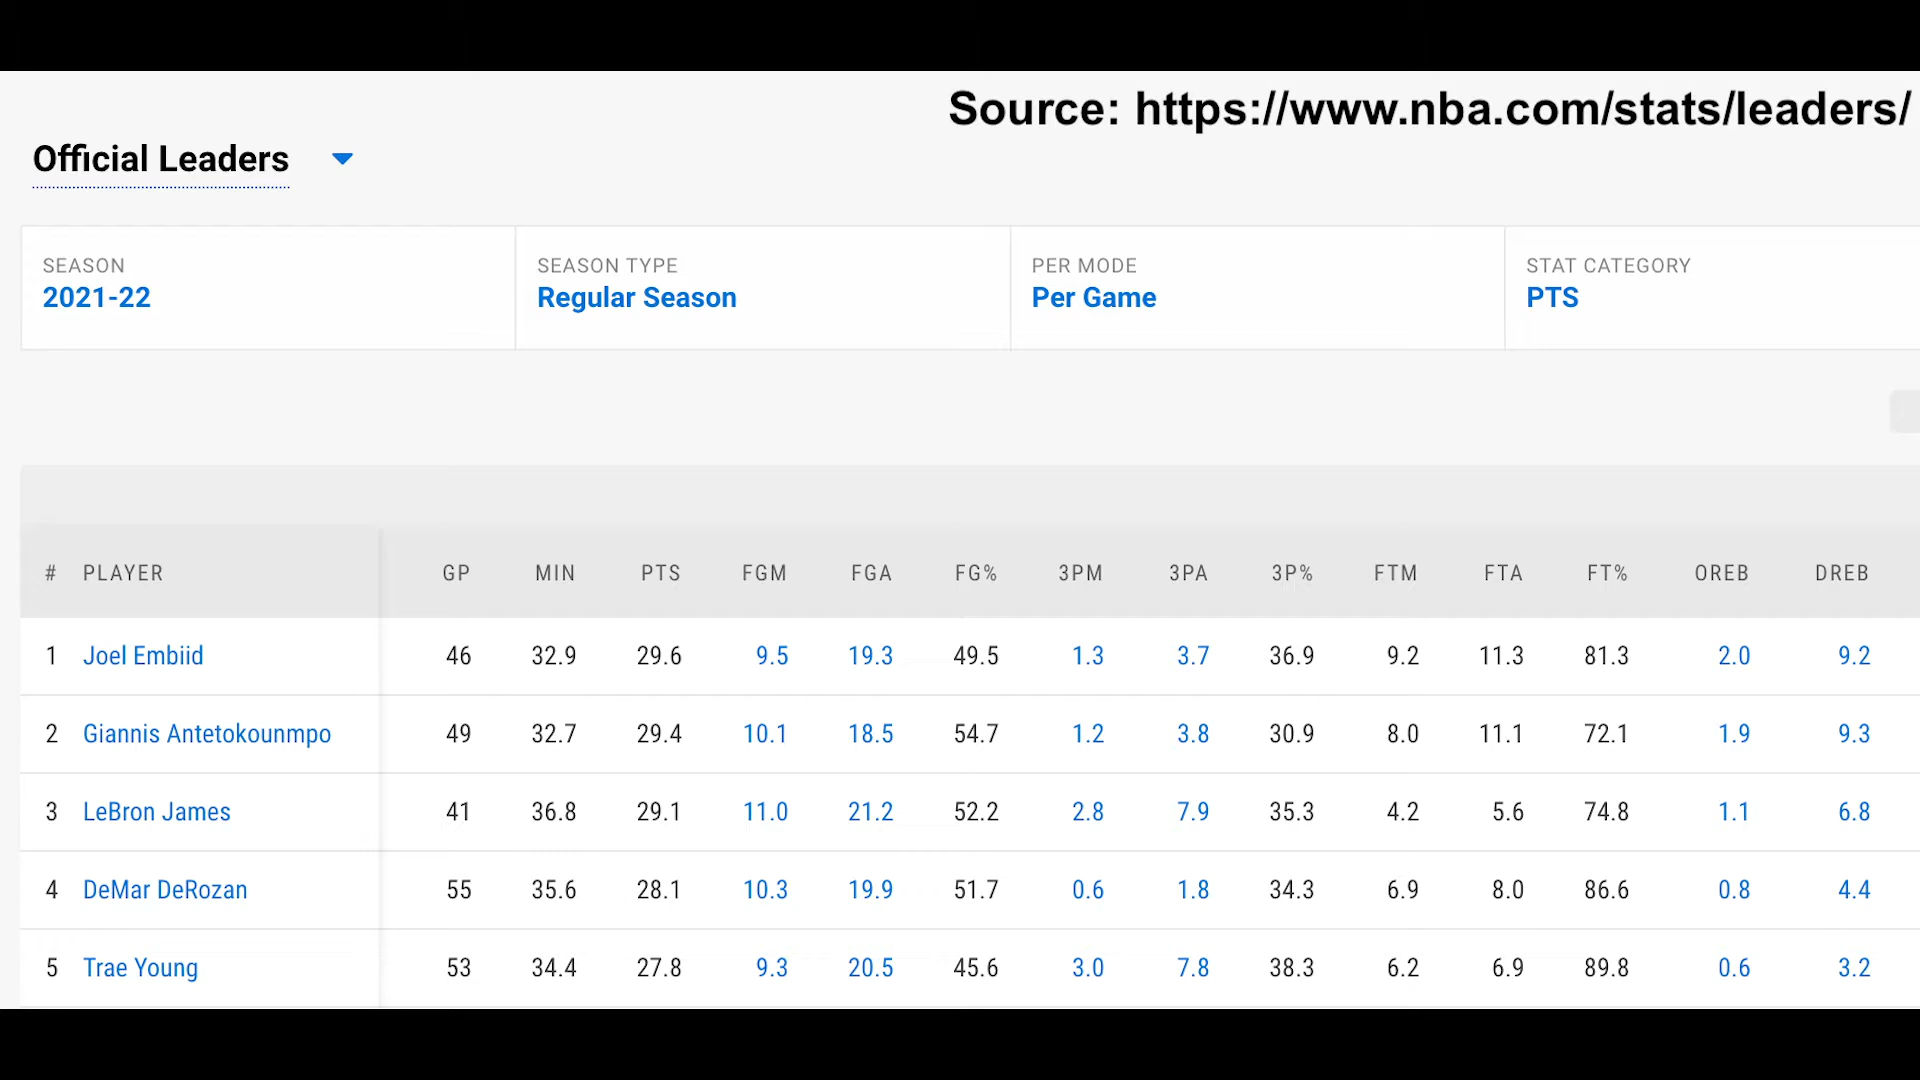 Source: https://www.nba.com/stats/leaders/
Official Leaders
SEASON SEASON TYPE PER MODE STAT CATEGORY
2021-22 Regular Season Per Game PTS
# PLAYER GP MIN PTS FGM FGA FG% 3PM 3PA 3P% FTM FTA FT% OREB DREB
1 Joel Embiid 46 32.9 29.6 9.5 19.3 49.5 1.3 3.7 36.9 9.2 11.3 81.3 2.0 9.2
2 Giannis Antetokounmpo 49 32.7 29.4 10.1 18.5 54.7 1.2 3.8 30.9 8.0 11.1 72.1 1.9 9.3
3 LeBron James 41 36.8 29.1 11.0 21.2 52.2 2.8 7.9 35.3 4.2 5.6 74.8 1.1 6.8
4 DeMar DeRozan 55 35.6 28.1 10.3 19.9 51.7 0.6 1.8 34.3 6.9 8.0 86.6 0.8 4.4
5 Trae Young 53 34.4 27.8 9.3 20.5 45.6 3.0 7.8 38.3 6.2 6.9 89.8 0.6 3.2